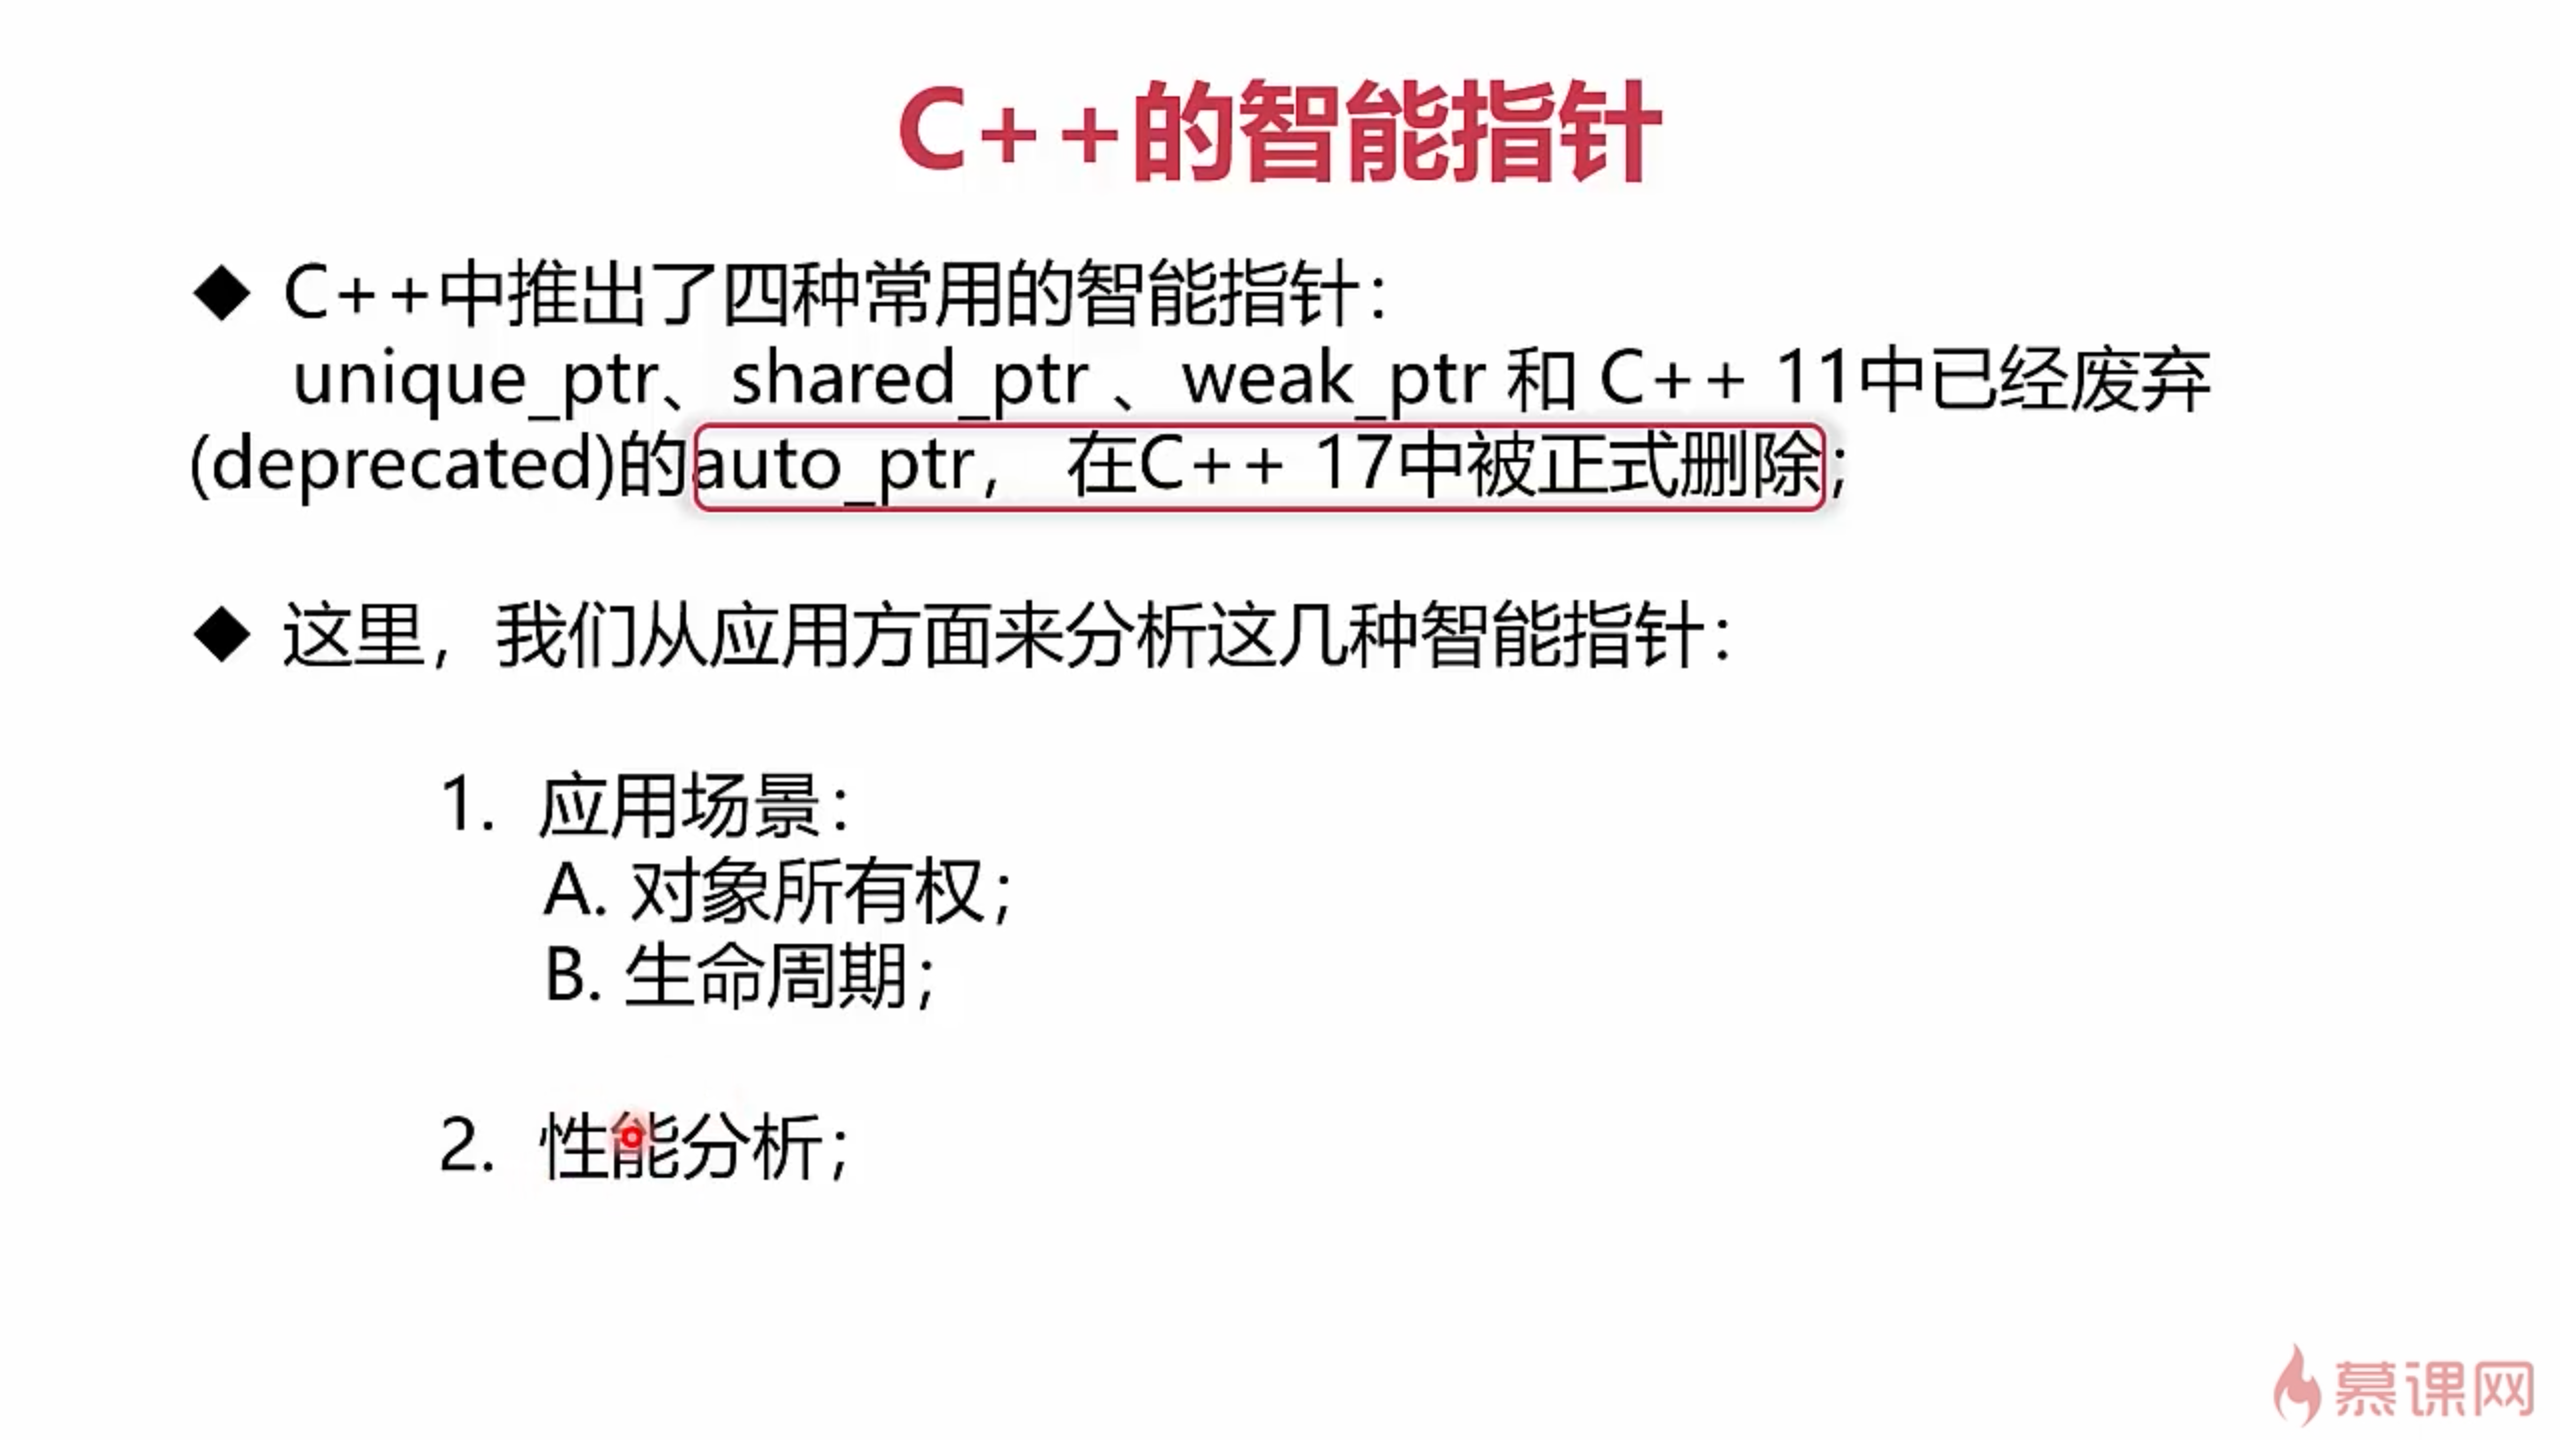 C++的智能指针
◆ C++中推出了四种常用的智能指针：
unique_ptr、shared_ptr 、weak_ptr 和 C++ 11中已经废弃
(deprecated)的auto_ptr， 在C++ 17中被正式删除；
◆ 这里，我们从应用方面来分析这几种智能指针：
1. 应用场景：
A. 对象所有权；
B. 生命周期；
2. 性能分析；
慕课网